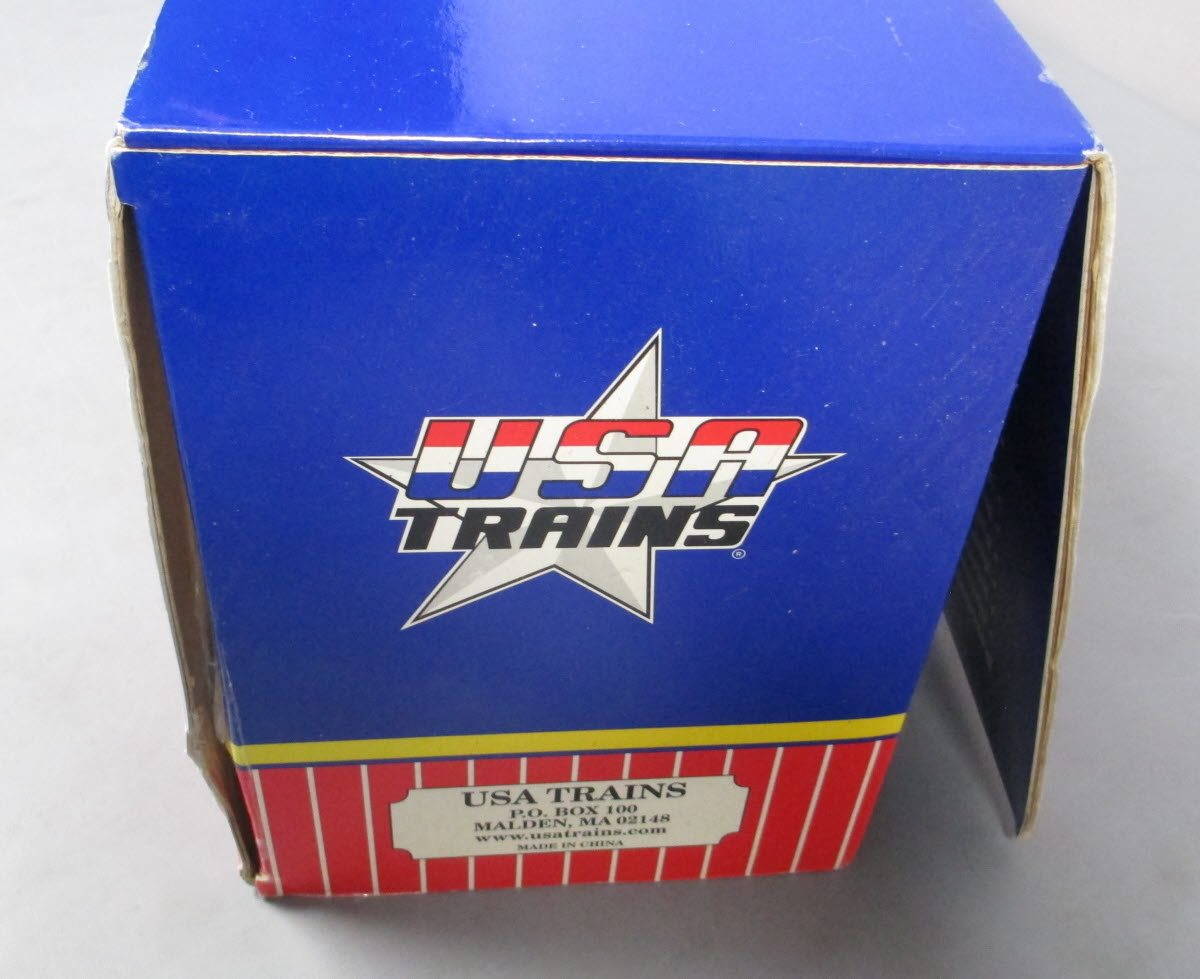 USA
TRAINS
®
USA TRAINS
P.O. BOX 100
MALDEN, MA 02148
www.usatrains.com
MADE IN CHINA